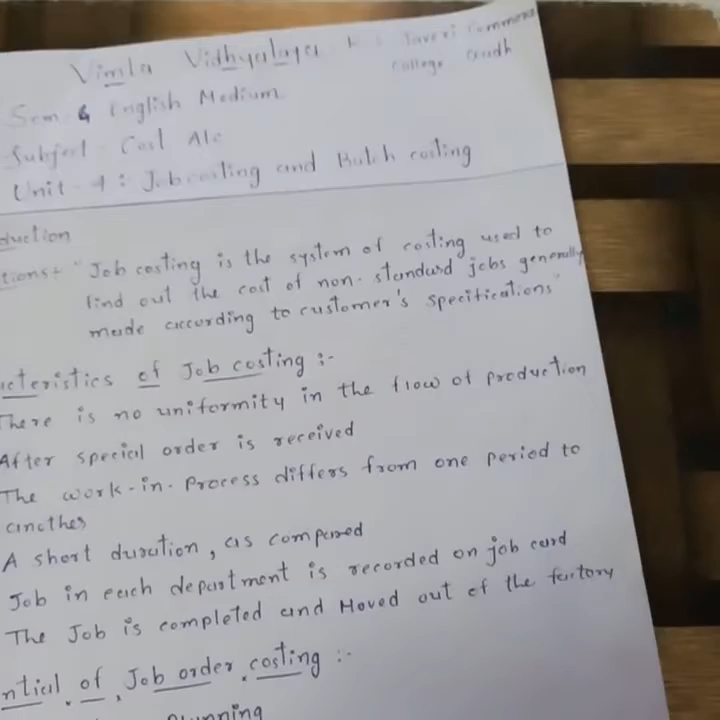 Vimla Vidhyalaya
College
Sem - 4 English Medium
Subject - Cost A/c
Unit - 4 : Job costing and Batch costing
duction
tions:- "Job costing is the system of costing used to
find out the cost of non-standard jobs generally
made according to customer's specifications"
cteristics of Job costing :-
There is no uniformity in the flow of production
After special order is received
The work-in-process differs from one period to
another
A short duration, as compared
Job in each department is recorded on job card
The Job is completed and Moved out of the factory
ntial of Job order costing :-